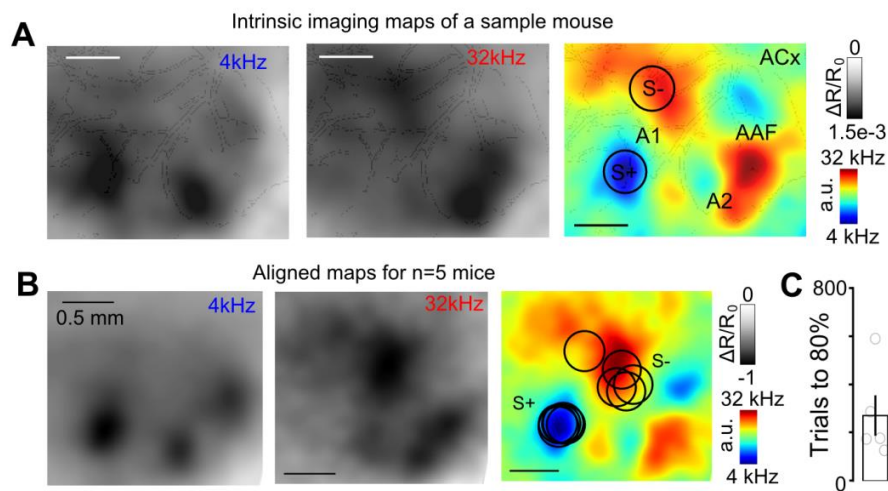 Intrinsic imaging maps of a sample mouse
A
4kHz
32kHz
ACx
S-
A1
AAF
S+
A2
0
ΔR/R0
1.5e-3
32 kHz
a.u.
4 kHz
Aligned maps for n=5 mice
B
0.5 mm
4kHz
32kHz
S-
S+
0
ΔR/R0
-1
32 kHz
a.u.
4 kHz
C
800
Trials to 80%
0